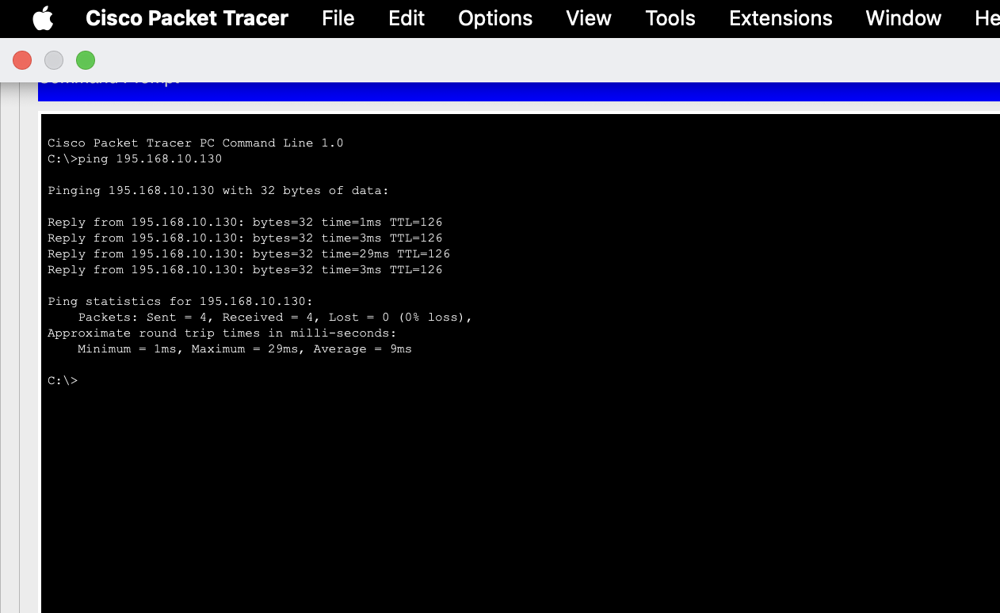 Cisco Packet Tracer File Edit Options View Tools Extensions Window He
Command Prompt
Cisco Packet Tracer PC Command Line 1.0
C:\>ping 195.168.10.130
Pinging 195.168.10.130 with 32 bytes of data:
Reply from 195.168.10.130: bytes=32 time=1ms TTL=126
Reply from 195.168.10.130: bytes=32 time=3ms TTL=126
Reply from 195.168.10.130: bytes=32 time=29ms TTL=126
Reply from 195.168.10.130: bytes=32 time=3ms TTL=126
Ping statistics for 195.168.10.130:
    Packets: Sent = 4, Received = 4, Lost = 0 (0% loss),
Approximate round trip times in milli-seconds:
    Minimum = 1ms, Maximum = 29ms, Average = 9ms
C:\>